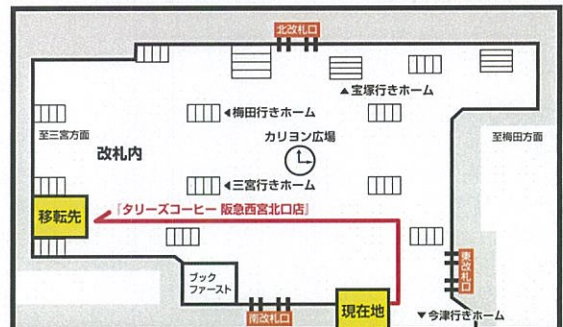 北改札口
▲宝塚行きホーム
◀梅田行きホーム
至三宮方面
カリヨン広場
至梅田方面
改札内
◀三宮行きホーム
移転先
『タリーズコーヒー 阪急西宮北口店』
ブック
ファースト
東改札口
南改札口
現在地
▼今津行きホーム